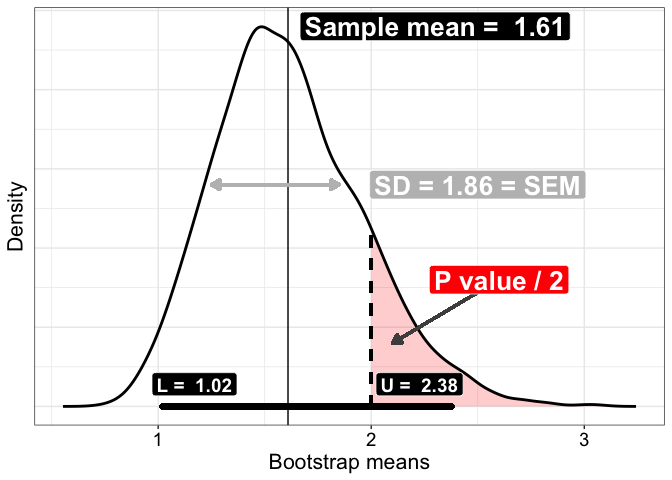 Sample mean = 1.61
SD = 1.86 = SEM
P value / 2
L = 1.02
U = 2.38
Density
1
2
3
Bootstrap means